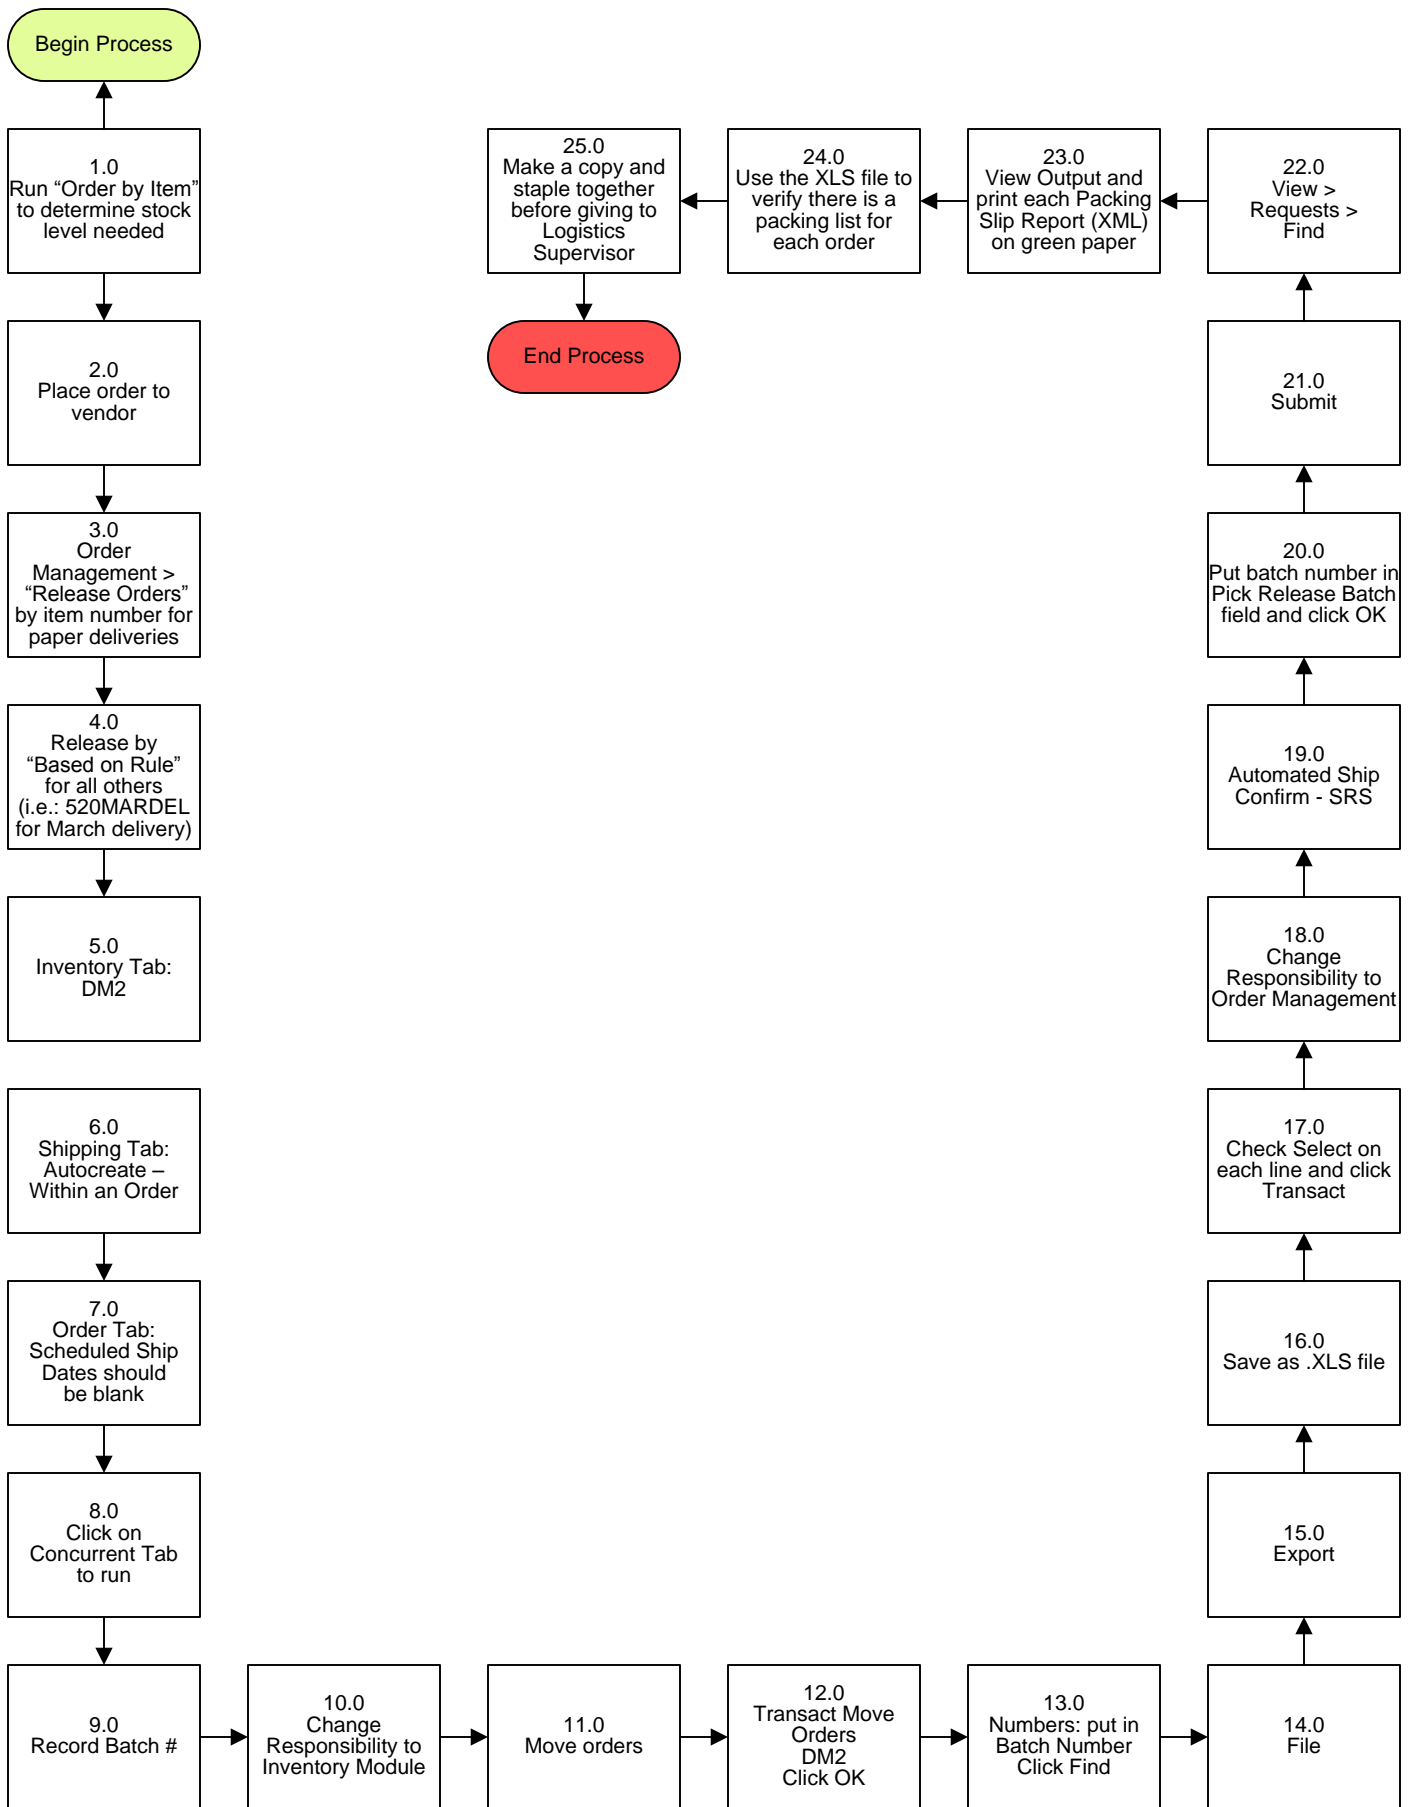 Begin Process
1.0
Run “Order by Item”
to determine stock
level needed
2.0
Place order to
vendor
3.0
Order
Management >
“Release Orders”
by item number for
paper deliveries
4.0
Release by
“Based on Rule”
for all others
(i.e.: 520MARDEL
for March delivery)
5.0
Inventory Tab:
DM2
6.0
Shipping Tab:
Autocreate –
Within an Order
7.0
Order Tab:
Scheduled Ship
Dates should
be blank
8.0
Click on
Concurrent Tab
to run
9.0
Record Batch #
10.0
Change
Responsibility to
Inventory Module
11.0
Move orders
12.0
Transact Move
Orders
DM2
Click OK
13.0
Numbers: put in
Batch Number
Click Find
14.0
File
15.0
Export
16.0
Save as .XLS file
17.0
Check Select on
each line and click
Transact
18.0
Change
Responsibility to
Order Management
19.0
Automated Ship
Confirm - SRS
20.0
Put batch number in
Pick Release Batch
field and click OK
21.0
Submit
22.0
View >
Requests >
Find
23.0
View Output and
print each Packing
Slip Report (XML)
on green paper
24.0
Use the XLS file to
verify there is a
packing list for
each order
25.0
Make a copy and
staple together
before giving to
Logistics
Supervisor
End Process